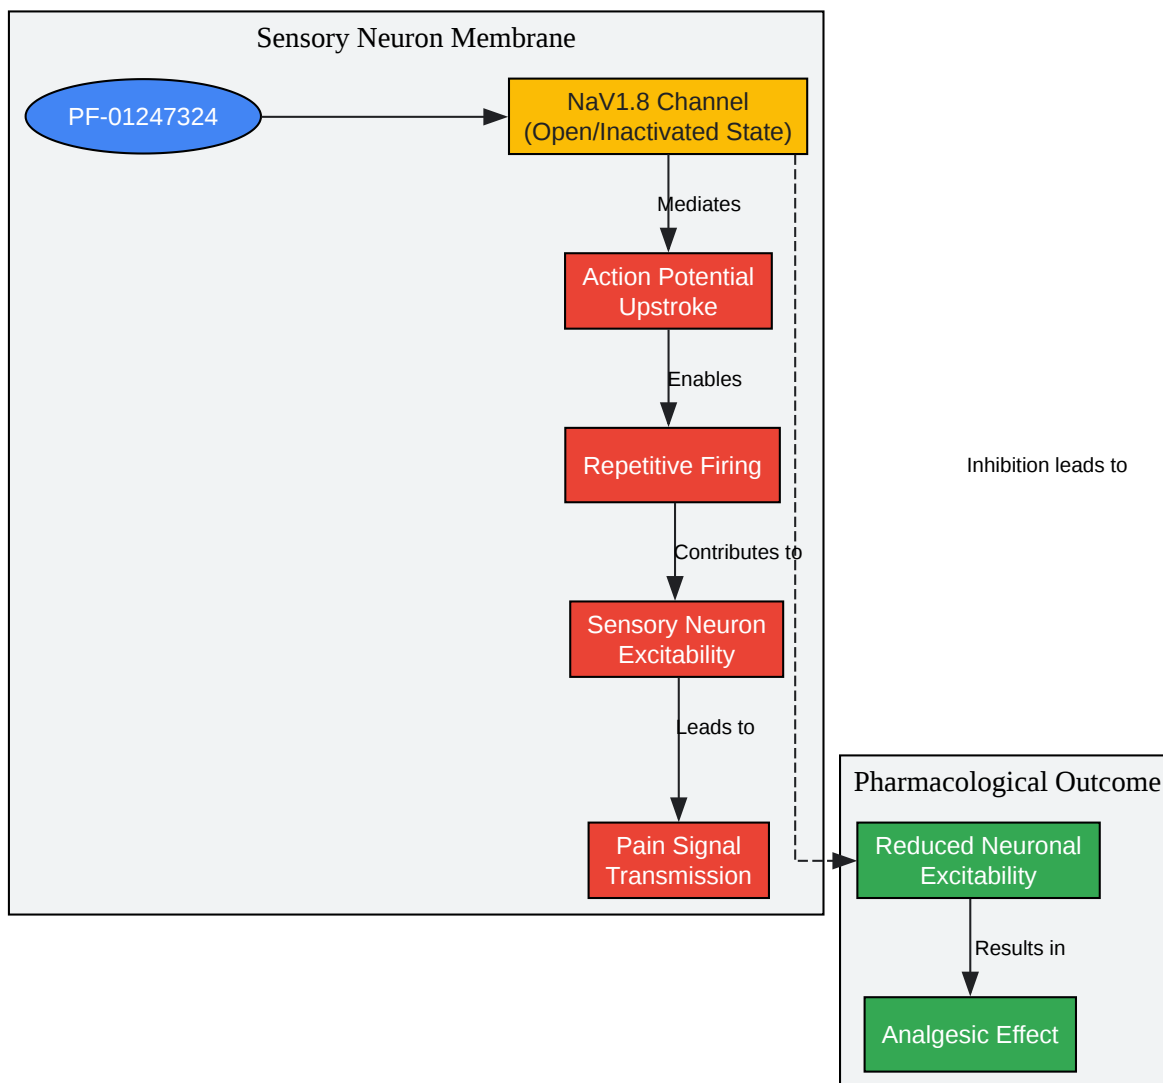 Sensory Neuron Membrane
PF-01247324
NaV1.8 Channel
(Open/Inactivated State)
Mediates
Action Potential
Upstroke
Enables
Repetitive Firing
Inhibition leads to
Contributes to
Sensory Neuron
Excitability
Leads to
Pain Signal
Transmission
Pharmacological Outcome
Reduced Neuronal
Excitability
Results in
Analgesic Effect